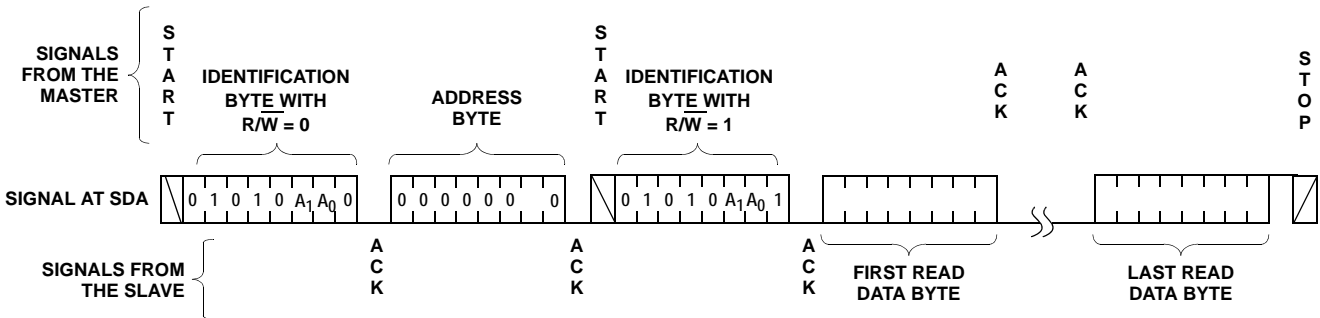 SIGNALS
FROM THE
MASTER
START
IDENTIFICATION
BYTE WITH
R/W̅ = 0
ADDRESS
BYTE
START
IDENTIFICATION
BYTE WITH
R/W̅ = 1
ACK
ACK
STOP
SIGNAL AT SDA
0 1 0 1 0 A1 A0 0
0 0 0 0 0 0 0
0 1 0 1 0 A1 A0 1
SIGNALS FROM
THE SLAVE
ACK
ACK
ACK
FIRST READ
DATA BYTE
LAST READ
DATA BYTE